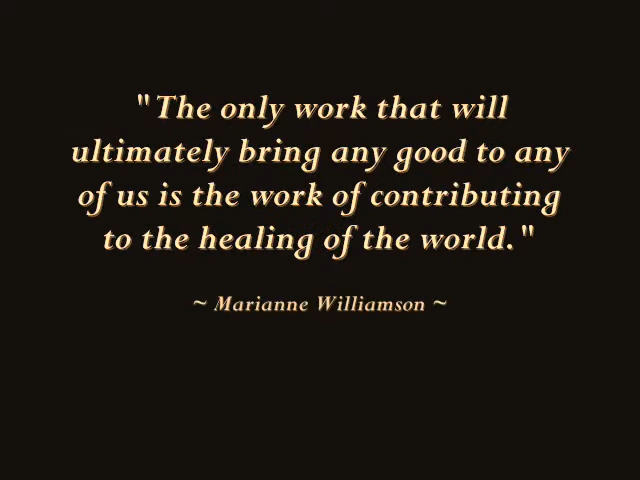 "The only work that will
ultimately bring any good to any
of us is the work of contributing
to the healing of the world."
~ Marianne Williamson ~